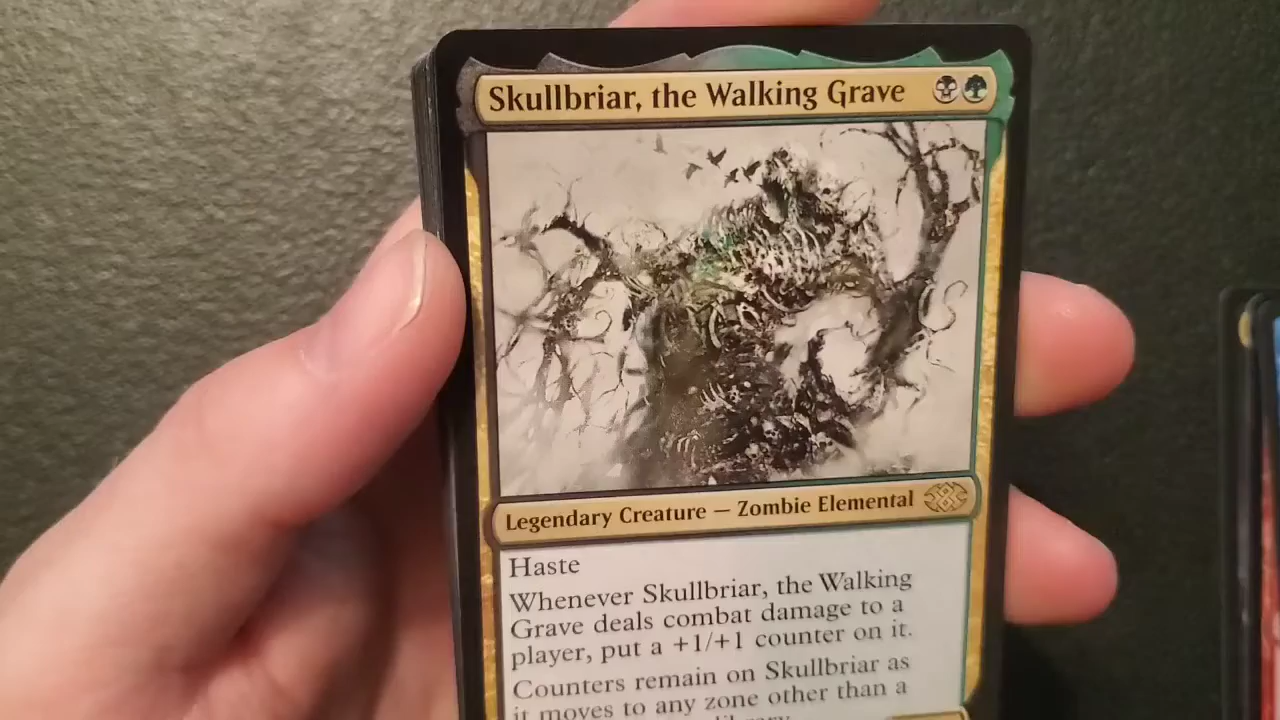 Skullbriar, the Walking Grave
Legendary Creature — Zombie Elemental
Haste
Whenever Skullbriar, the Walking
Grave deals combat damage to a
player, put a +1/+1 counter on it.
Counters remain on Skullbriar as
it moves to any zone other than a
library.